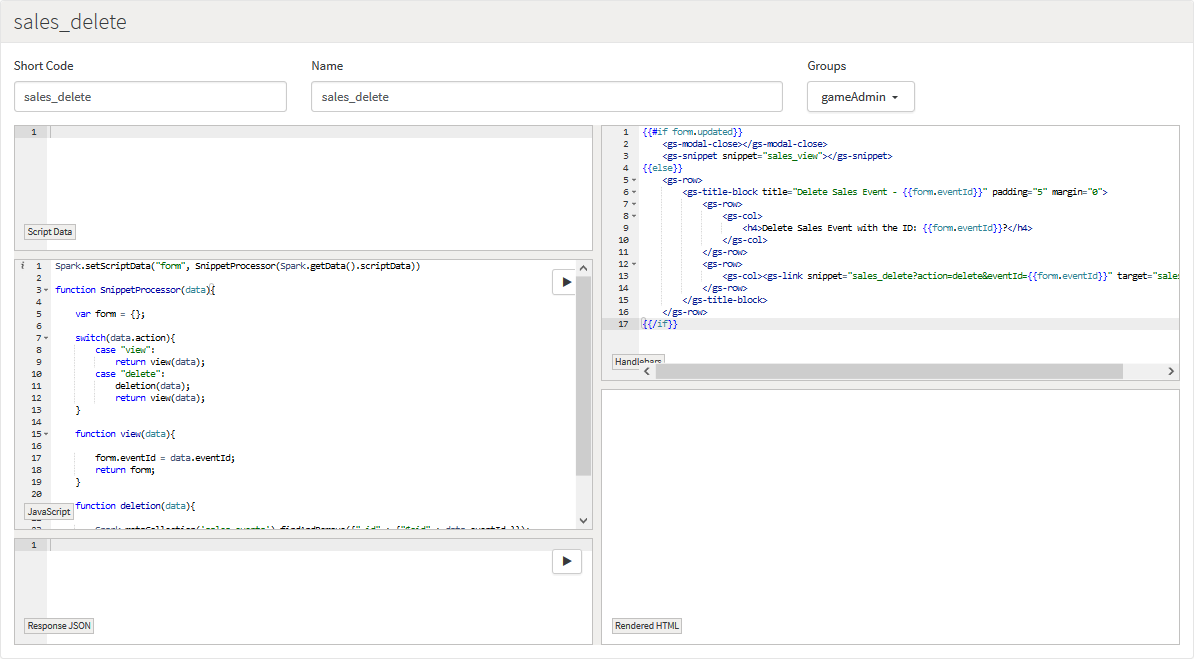 sales_delete
Short Code
Name
Groups
sales_delete
sales_delete
gameAdmin
1
Script Data
i 1 Spark.setScriptData("form", SnippetProcessor(Spark.getData().scriptData))
2
3 function SnippetProcessor(data){
4
5 var form = {};
6
7 switch(data.action){
8 case "view":
9 return view(data);
10 case "delete":
11 deletion(data);
12 return view(data);
13 }
14
15 function view(data){
16
17 form.eventId = data.eventId;
18 return form;
19 }
20
function deletion(data){
JavaScript
1
Response JSON
1 {{#if form.updated}}
2 <gs-modal-close></gs-modal-close>
3 <gs-snippet snippet="sales_view"></gs-snippet>
4 {{else}}
5 <gs-row>
6 <gs-title-block title="Delete Sales Event - {{form.eventId}}" padding="5" margin="0">
7 <gs-row>
8 <gs-col>
9 <h4>Delete Sales Event with the ID: {{form.eventId}}?</h4>
10 </gs-col>
11 </gs-row>
12 <gs-row>
13 <gs-col><gs-link snippet="sales_delete?action=delete&eventId={{form.eventId}}" target="sales
14 </gs-row>
15 </gs-title-block>
16 </gs-row>
17 {{/if}}
Handlebars
Rendered HTML